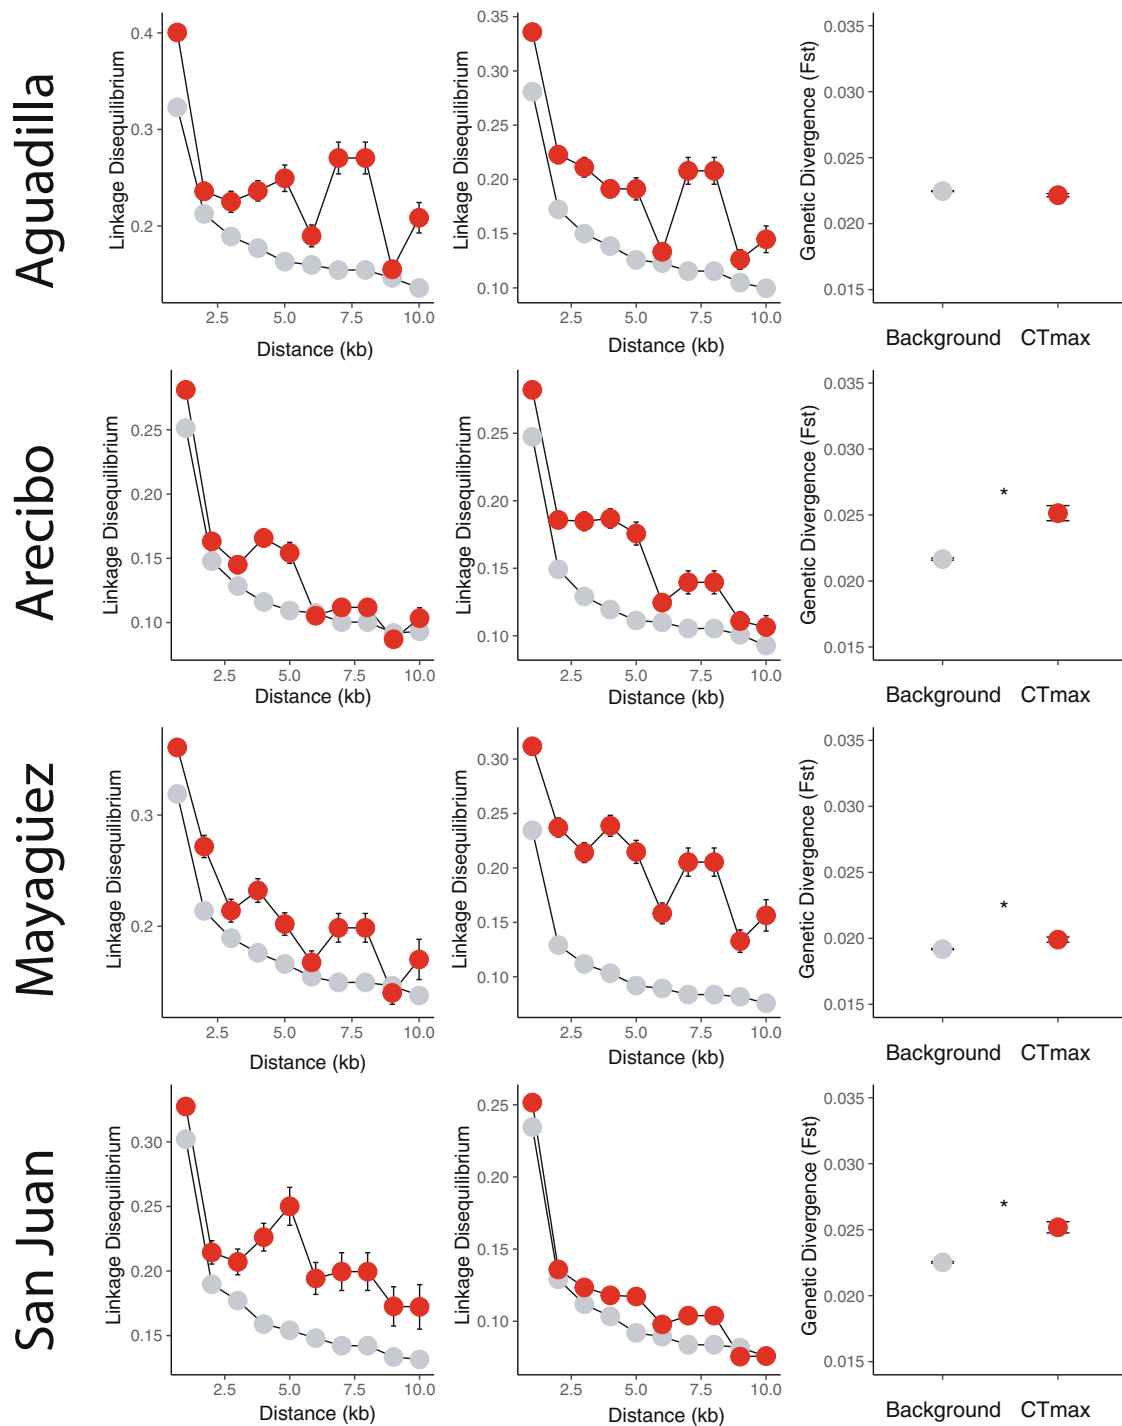 Aguadilla
Linkage Disequilibrium
0.4
0.3
0.2
2.5 5.0 7.5 10.0
Distance (kb)
Linkage Disequilibrium
0.35
0.30
0.25
0.20
0.15
0.10
2.5 5.0 7.5 10.0
Distance (kb)
Genetic Divergence (Fst)
0.035
0.030
0.025
0.020
0.015
Background CTmax
Arecibo
Linkage Disequilibrium
0.25
0.20
0.15
0.10
2.5 5.0 7.5 10.0
Distance (kb)
Linkage Disequilibrium
0.25
0.20
0.15
0.10
2.5 5.0 7.5 10.0
Distance (kb)
Genetic Divergence (Fst)
0.035
0.030
0.025
0.020
0.015
*
Background CTmax
Mayagüez
Linkage Disequilibrium
0.3
0.2
2.5 5.0 7.5 10.0
Distance (kb)
Linkage Disequilibrium
0.30
0.25
0.20
0.15
0.10
2.5 5.0 7.5 10.0
Distance (kb)
Genetic Divergence (Fst)
0.035
0.030
0.025
0.020
0.015
*
Background CTmax
San Juan
Linkage Disequilibrium
0.30
0.25
0.20
0.15
2.5 5.0 7.5 10.0
Distance (kb)
Linkage Disequilibrium
0.25
0.20
0.15
0.10
2.5 5.0 7.5 10.0
Distance (kb)
Genetic Divergence (Fst)
0.035
0.030
0.025
0.020
0.015
*
Background CTmax